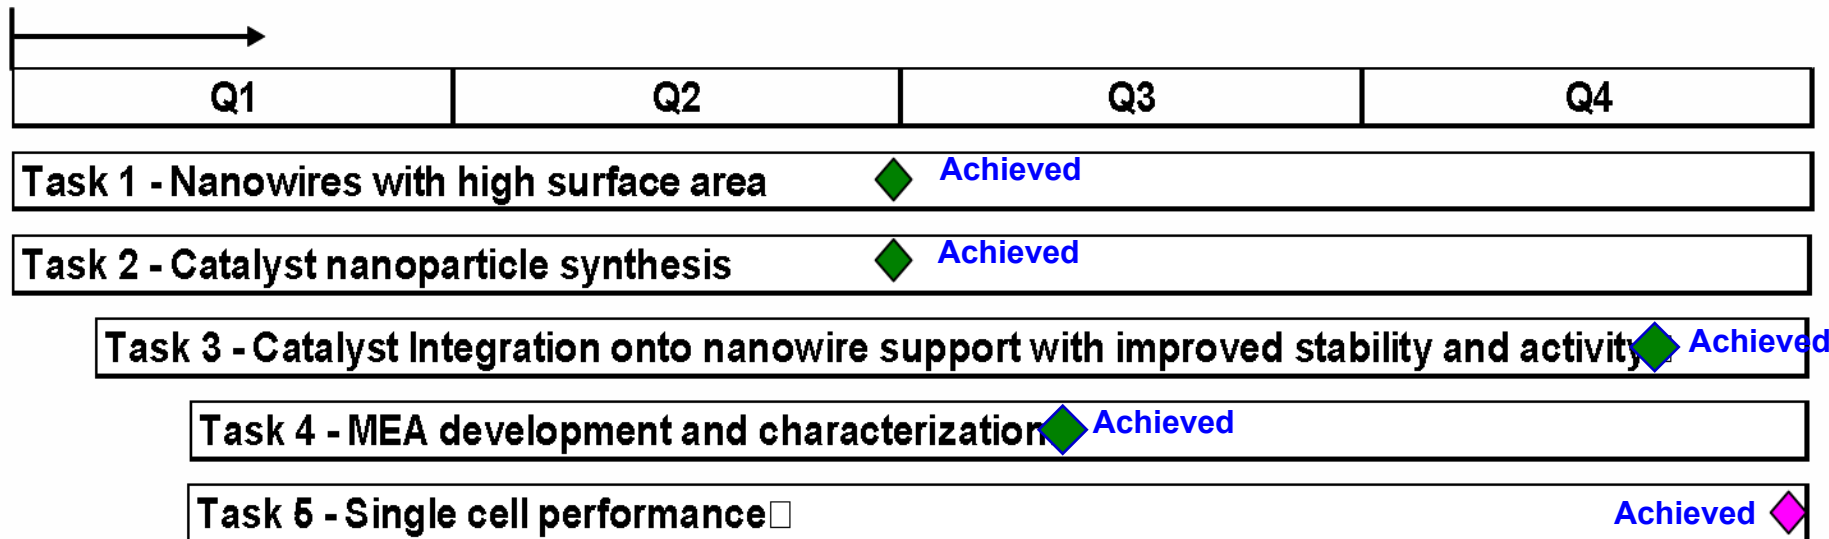 Q1 Q2 Q3 Q4
Task 1 - Nanowires with high surface area Achieved
Task 2 - Catalyst nanoparticle synthesis Achieved
Task 3 - Catalyst Integration onto nanowire support with improved stability and activity Achieved
Task 4 - MEA development and characterization Achieved
Task 5 - Single cell performance Achieved